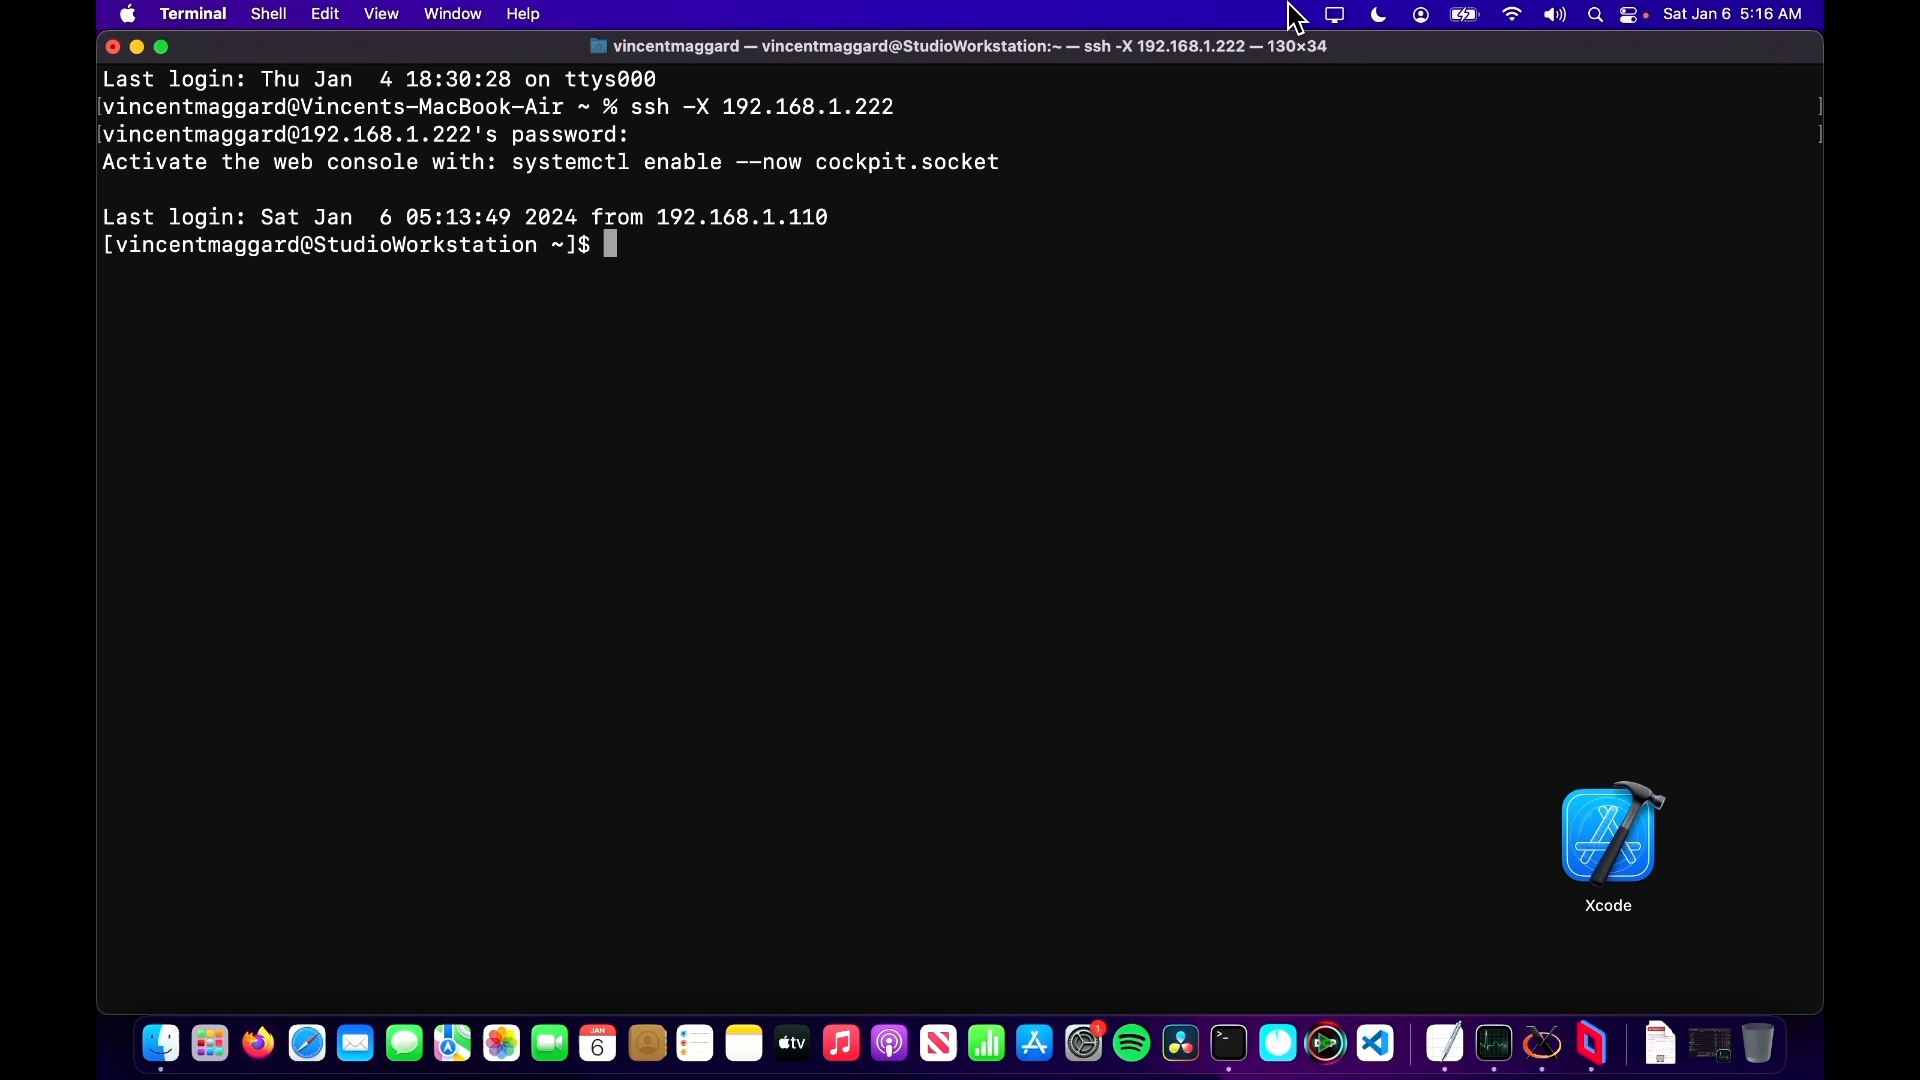 Terminal Shell Edit View Window Help Sat Jan 6 5:16 AM
vincentmaggard — vincentmaggard@StudioWorkstation:~ — ssh -X 192.168.1.222 — 130×34
Last login: Thu Jan  4 18:30:28 on ttys000
[vincentmaggard@Vincents-MacBook-Air ~ % ssh -X 192.168.1.222 ]
[vincentmaggard@192.168.1.222's password: ]
Activate the web console with: systemctl enable --now cockpit.socket
Last login: Sat Jan  6 05:13:49 2024 from 192.168.1.110
[vincentmaggard@StudioWorkstation ~]$
Xcode
JAN
6
tv
1
>_